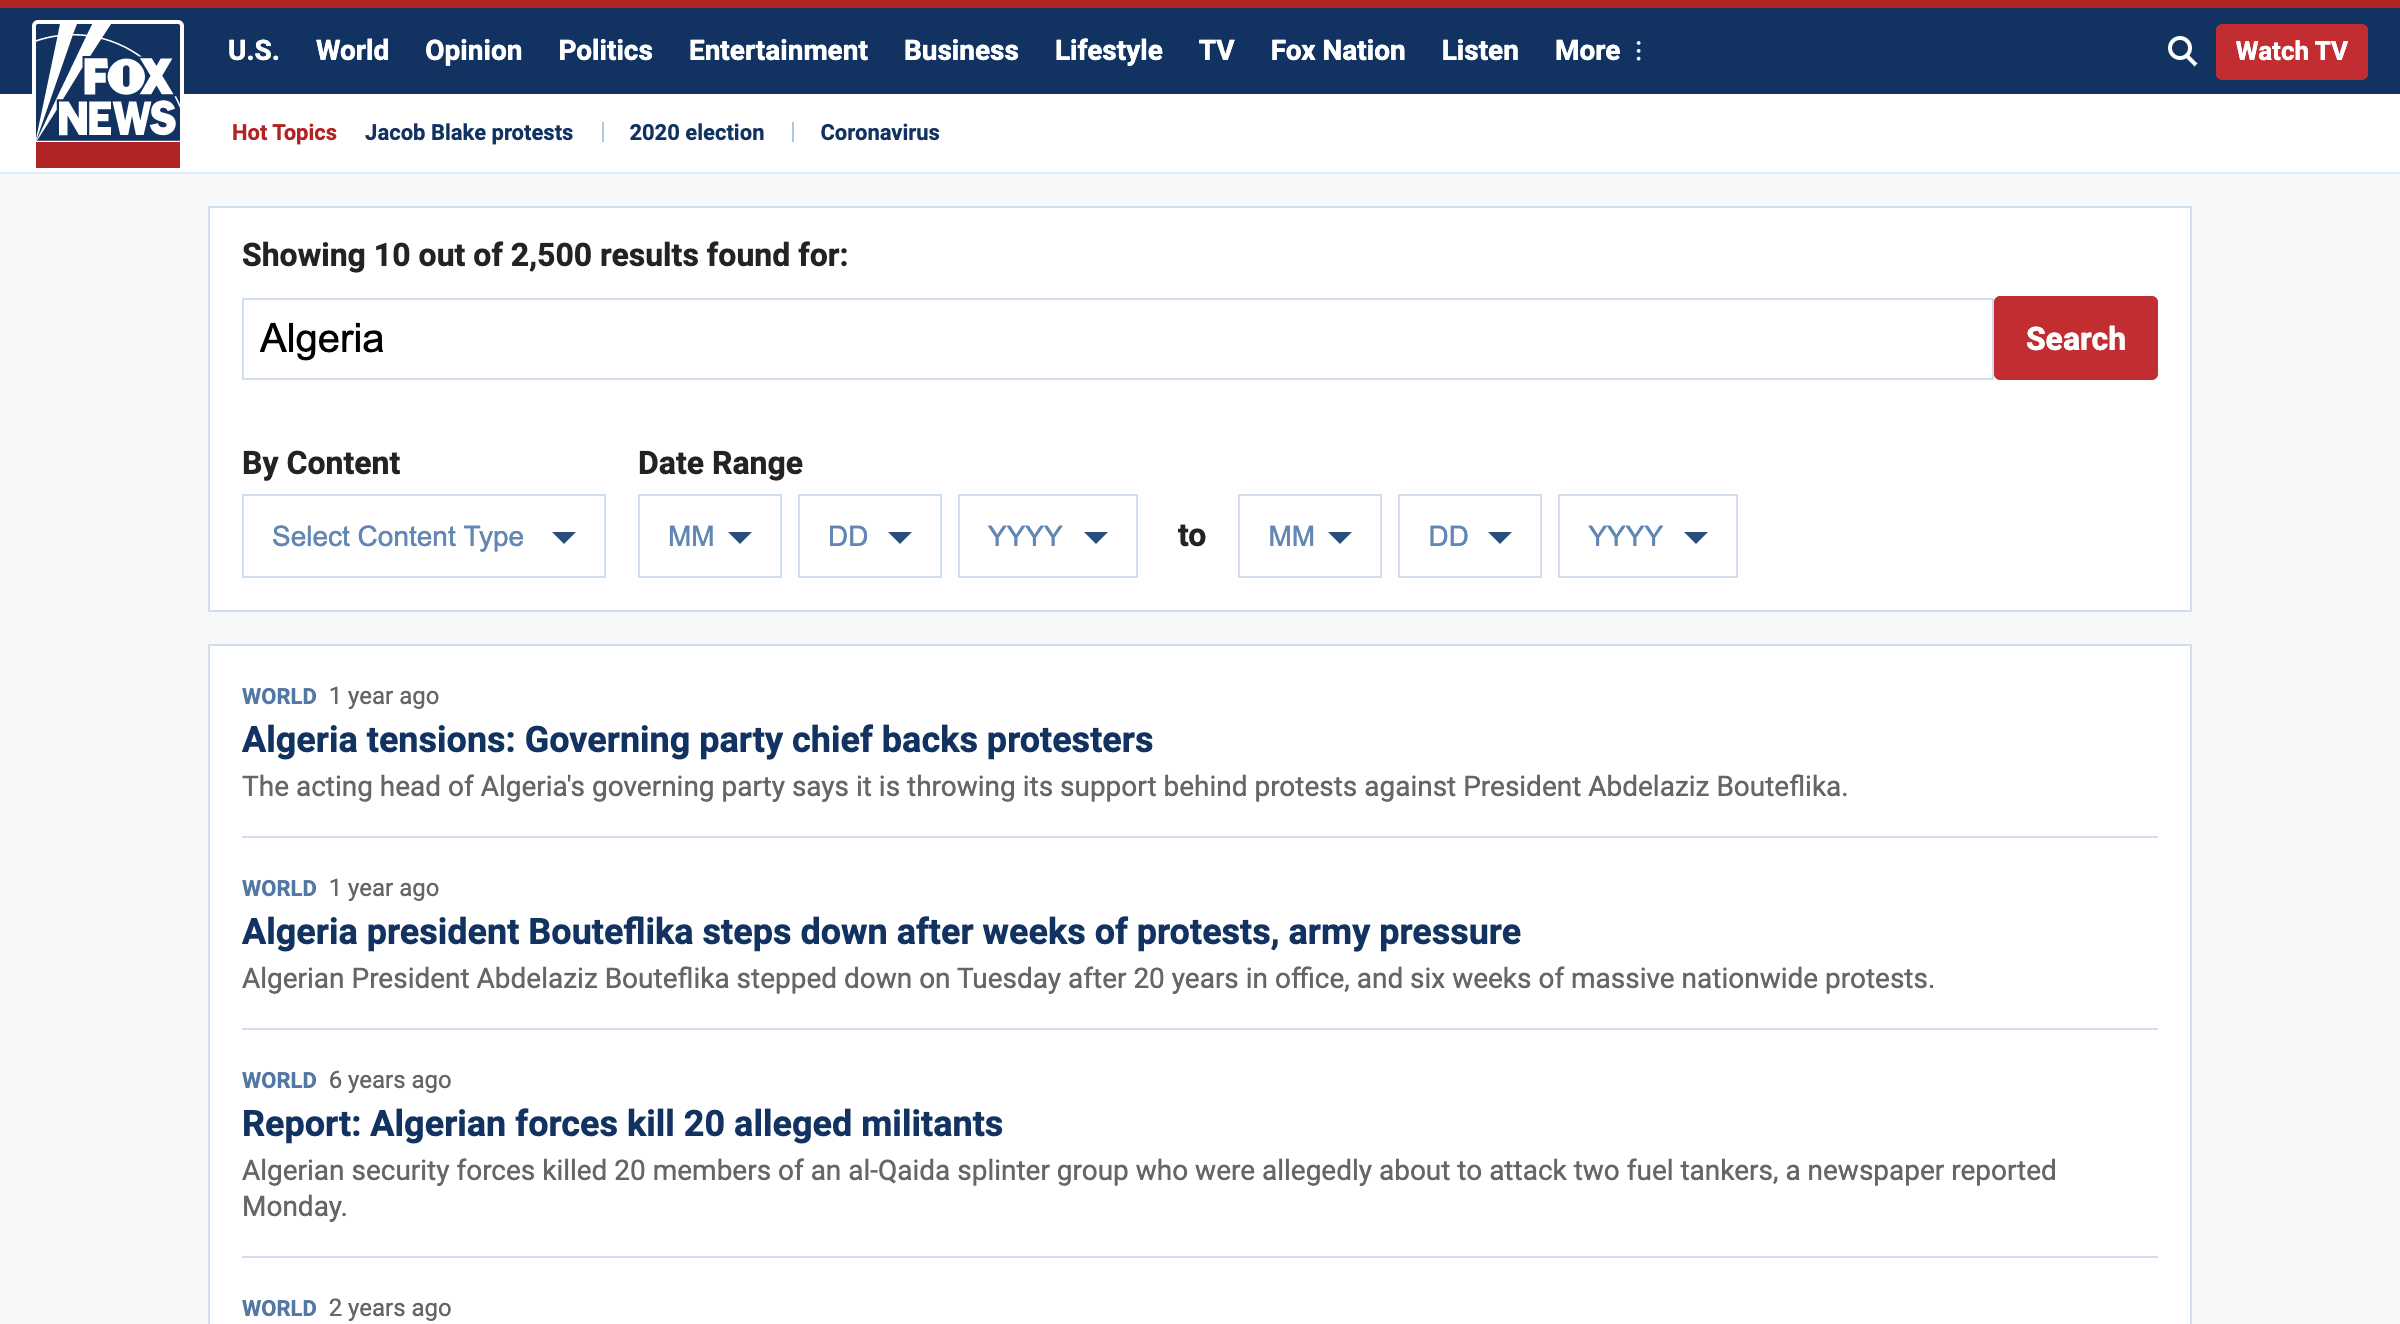 FOX
NEWS
U.S. World Opinion Politics Entertainment Business Lifestyle TV Fox Nation Listen More Watch TV
Hot Topics Jacob Blake protests 2020 election Coronavirus
Showing 10 out of 2,500 results found for:
Algeria Search
By Content Date Range
Select Content Type MM DD YYYY to MM DD YYYY
WORLD 1 year ago
Algeria tensions: Governing party chief backs protesters
The acting head of Algeria's governing party says it is throwing its support behind protests against President Abdelaziz Bouteflika.
WORLD 1 year ago
Algeria president Bouteflika steps down after weeks of protests, army pressure
Algerian President Abdelaziz Bouteflika stepped down on Tuesday after 20 years in office, and six weeks of massive nationwide protests.
WORLD 6 years ago
Report: Algerian forces kill 20 alleged militants
Algerian security forces killed 20 members of an al-Qaida splinter group who were allegedly about to attack two fuel tankers, a newspaper reported
Monday.
WORLD 2 years ago